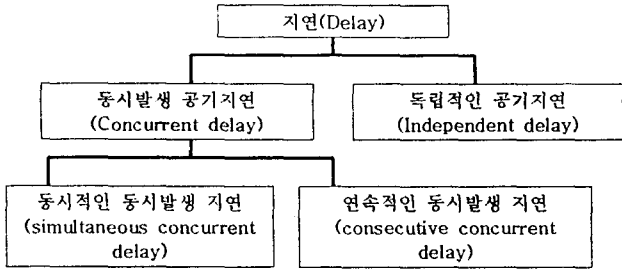 지연(Delay)
동시발생 공기지연
(Concurrent delay)
독립적인 공기지연
(Independent delay)
동시적인 동시발생 지연
(simultaneous concurrent
delay)
연속적인 동시발생 지연
(consecutive concurrent
delay)